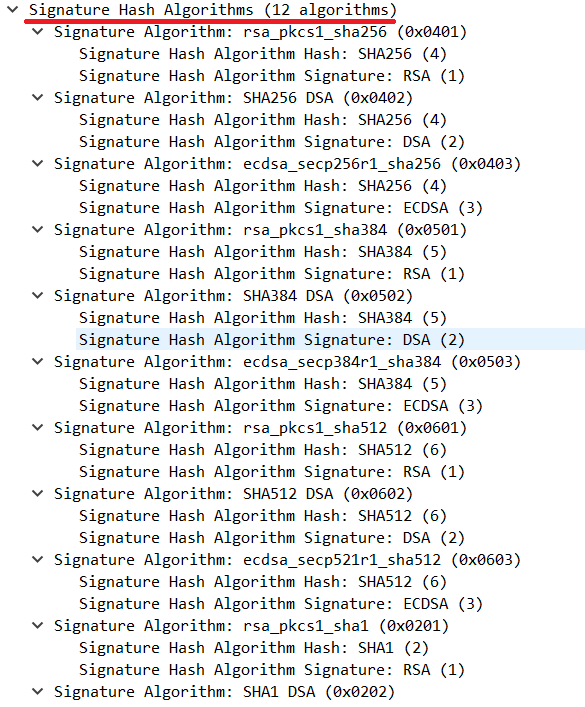 Signature Hash Algorithms (12 algorithms)
Signature Algorithm: rsa_pkcs1_sha256 (0x0401)
Signature Hash Algorithm Hash: SHA256 (4)
Signature Hash Algorithm Signature: RSA (1)
Signature Algorithm: SHA256 DSA (0x0402)
Signature Hash Algorithm Hash: SHA256 (4)
Signature Hash Algorithm Signature: DSA (2)
Signature Algorithm: ecdsa_secp256r1_sha256 (0x0403)
Signature Hash Algorithm Hash: SHA256 (4)
Signature Hash Algorithm Signature: ECDSA (3)
Signature Algorithm: rsa_pkcs1_sha384 (0x0501)
Signature Hash Algorithm Hash: SHA384 (5)
Signature Hash Algorithm Signature: RSA (1)
Signature Algorithm: SHA384 DSA (0x0502)
Signature Hash Algorithm Hash: SHA384 (5)
Signature Hash Algorithm Signature: DSA (2)
Signature Algorithm: ecdsa_secp384r1_sha384 (0x0503)
Signature Hash Algorithm Hash: SHA384 (5)
Signature Hash Algorithm Signature: ECDSA (3)
Signature Algorithm: rsa_pkcs1_sha512 (0x0601)
Signature Hash Algorithm Hash: SHA512 (6)
Signature Hash Algorithm Signature: RSA (1)
Signature Algorithm: SHA512 DSA (0x0602)
Signature Hash Algorithm Hash: SHA512 (6)
Signature Hash Algorithm Signature: DSA (2)
Signature Algorithm: ecdsa_secp521r1_sha512 (0x0603)
Signature Hash Algorithm Hash: SHA512 (6)
Signature Hash Algorithm Signature: ECDSA (3)
Signature Algorithm: rsa_pkcs1_sha1 (0x0201)
Signature Hash Algorithm Hash: SHA1 (2)
Signature Hash Algorithm Signature: RSA (1)
Signature Algorithm: SHA1 DSA (0x0202)